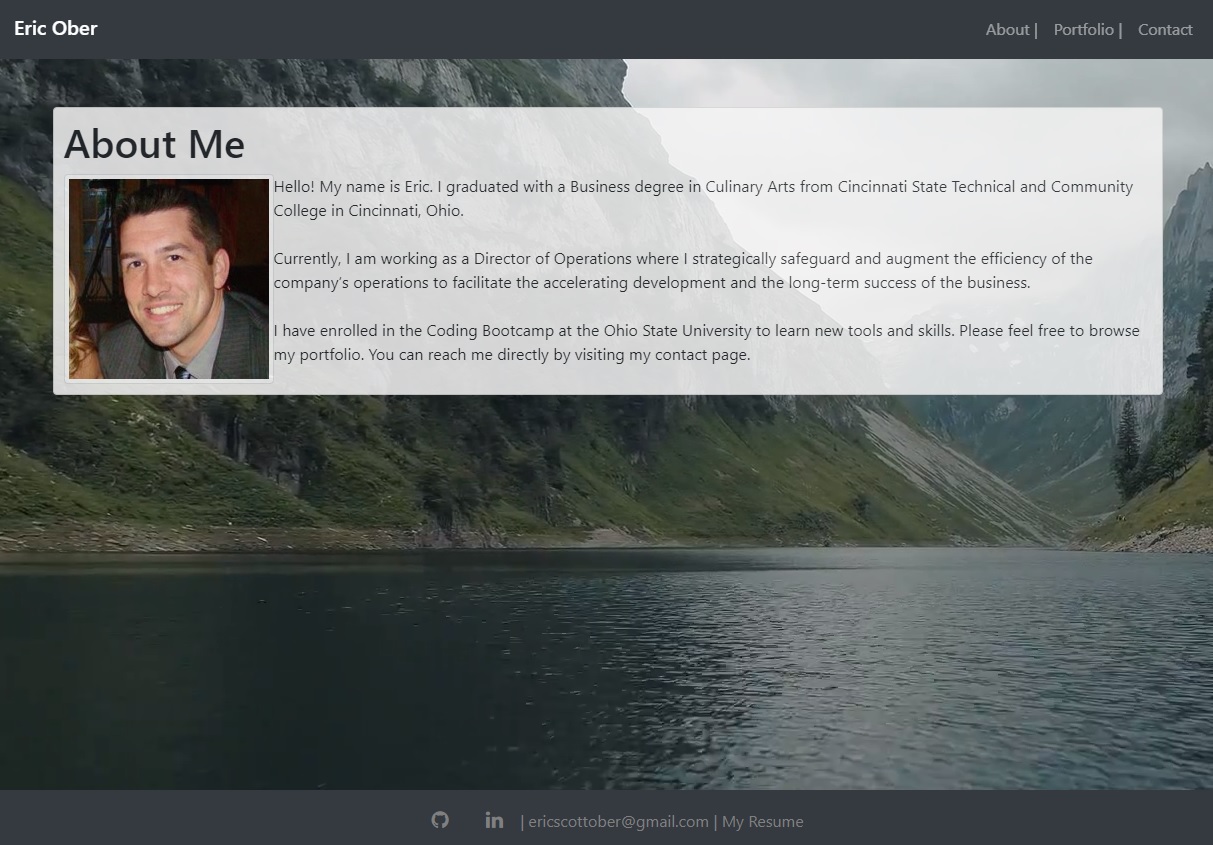 Eric Ober
About | Portfolio | Contact
About Me
Hello! My name is Eric. I graduated with a Business degree in Culinary Arts from Cincinnati State Technical and Community
College in Cincinnati, Ohio.
Currently, I am working as a Director of Operations where I strategically safeguard and augment the efficiency of the
company's operations to facilitate the accelerating development and the long-term success of the business.
I have enrolled in the Coding Bootcamp at the Ohio State University to learn new tools and skills. Please feel free to browse
my portfolio. You can reach me directly by visiting my contact page.
in | ericscottober@gmail.com | My Resume